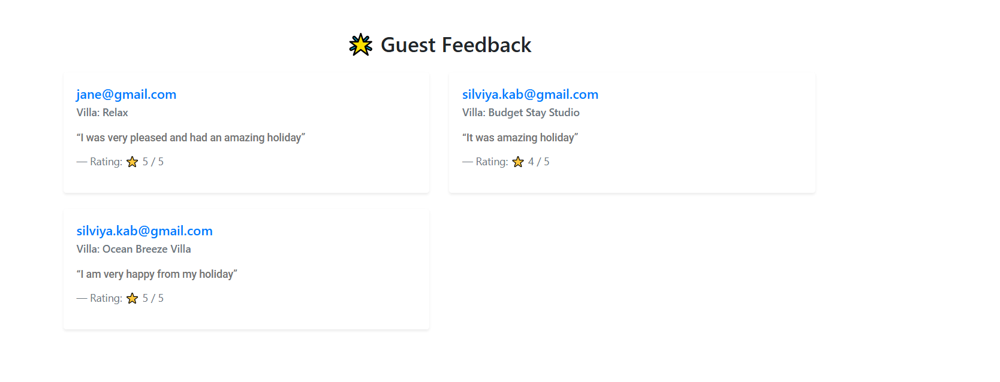 🌟 Guest Feedback
jane@gmail.com
Villa: Relax
“I was very pleased and had an amazing holiday”
— Rating: ⭐ 5 / 5
silviya.kab@gmail.com
Villa: Budget Stay Studio
“It was amazing holiday”
— Rating: ⭐ 4 / 5
silviya.kab@gmail.com
Villa: Ocean Breeze Villa
“I am very happy from my holiday”
— Rating: ⭐ 5 / 5